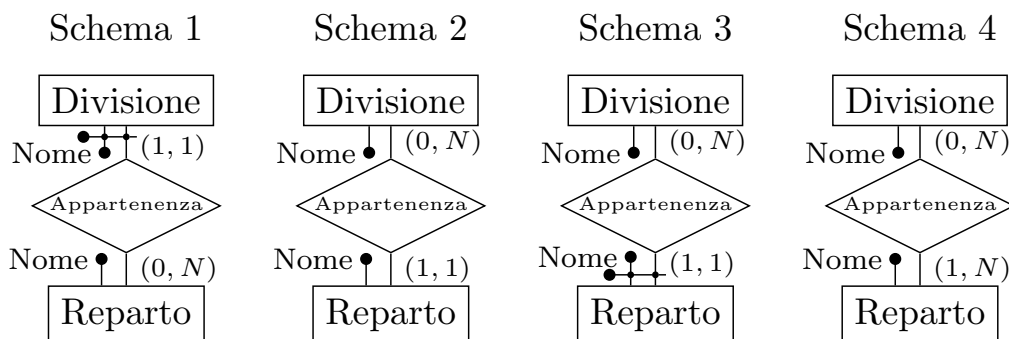 Schema 1
Divisione
Nome
(1, 1)
Appartenenza
Nome
(0, N)
Reparto
Schema 2
Divisione
Nome
(0, N)
Appartenenza
Nome
(1, 1)
Reparto
Schema 3
Divisione
Nome
(0, N)
Appartenenza
Nome
(1, 1)
Reparto
Schema 4
Divisione
Nome
(0, N)
Appartenenza
Nome
(1, N)
Reparto